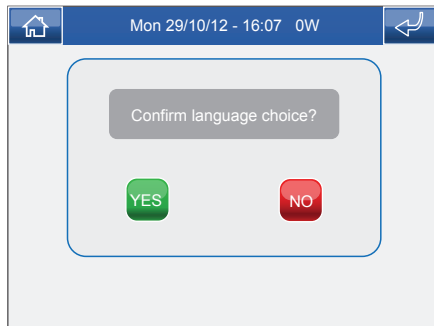 Mon 29/10/12 - 16:07 0W
Confirm language choice?
YES
NO